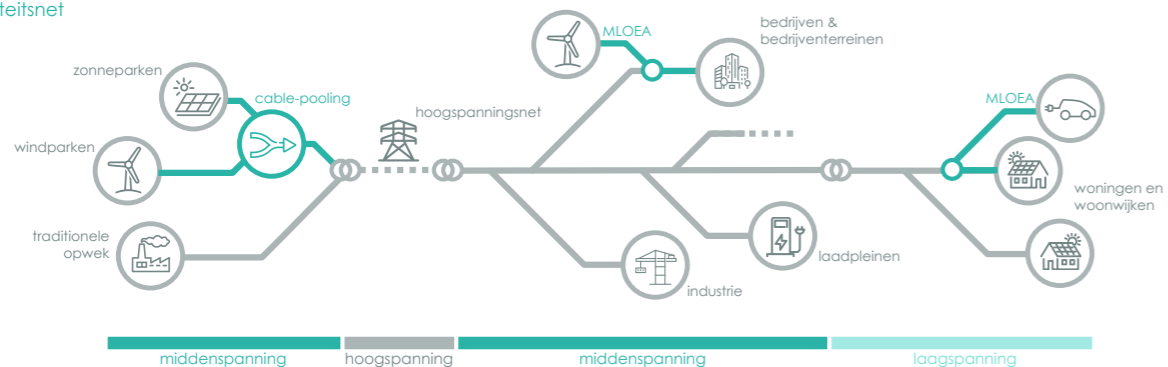 teitsnet
zonneparken
cable-pooling
windparken
traditionele
opwek
hoogspanningsnet
MLOEA
bedrijven &
bedrijventerreinen
industrie
laadpleinen
MLOEA
woningen en
woonwijken
middenspanning
hoogspanning
middenspanning
laagspanning